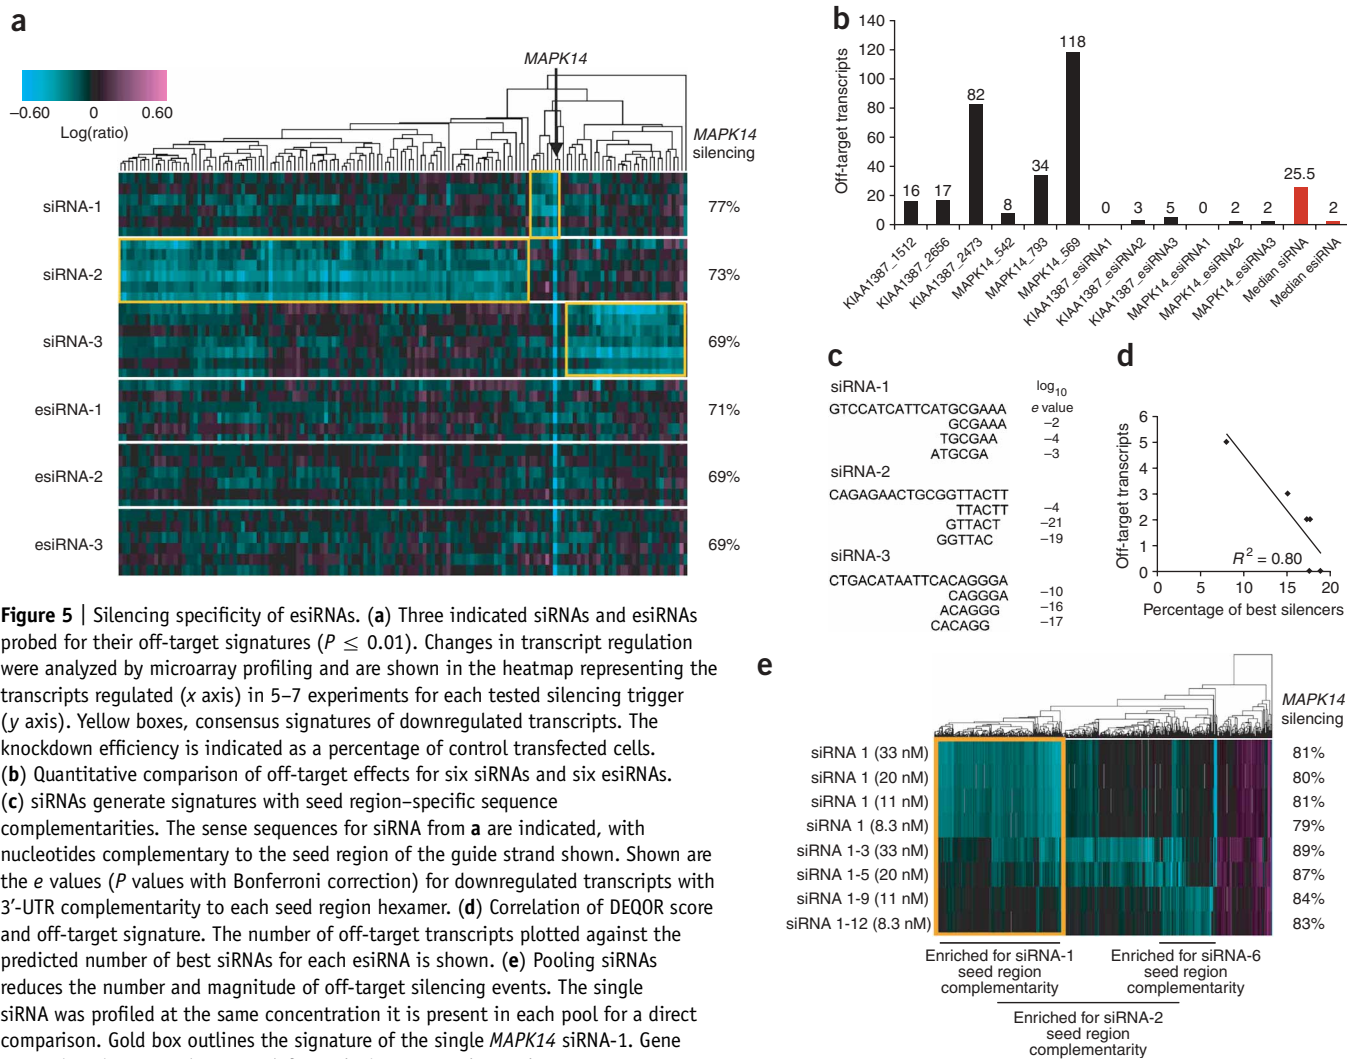 a
MAPK14
−0.60 0 0.60
Log(ratio)
MAPK14
silencing
siRNA-1 77%
siRNA-2 73%
siRNA-3 69%
esiRNA-1 71%
esiRNA-2 69%
esiRNA-3 69%
b
Off-target transcripts
140
120
100
80
60
40
20
0
16 17 82 8 34 118 0 3 5 0 2 2 25.5 2
KIAA1387_1512
KIAA1387_2656
KIAA1387_2473
MAPK14_542
MAPK14_793
MAPK14_569
KIAA1387_esiRNA1
KIAA1387_esiRNA2
KIAA1387_esiRNA3
MAPK14_esiRNA1
MAPK14_esiRNA2
MAPK14_esiRNA3
Median siRNA
Median esiRNA
c
siRNA-1 log10
GTCCATCATTCATGCGAAA e value
GCGAAA −2
TGCGAA −4
ATGCGA −3
siRNA-2
CAGAGAACTGCGGTTACTT
TTACTT −4
GTTACT −21
GGTTAC −19
siRNA-3
CTGACATAATTCACAGGGA
CAGGGA −10
ACAGGG −16
CACAGG −17
d
Off-target transcripts
6
5
4
3
2
1
0
R2 = 0.80
0 5 10 15 20
Percentage of best silencers
Figure 5 | Silencing specificity of esiRNAs. (a) Three indicated siRNAs and esiRNAs
probed for their off-target signatures (P ≤ 0.01). Changes in transcript regulation
were analyzed by microarray profiling and are shown in the heatmap representing the
transcripts regulated (x axis) in 5–7 experiments for each tested silencing trigger
(y axis). Yellow boxes, consensus signatures of downregulated transcripts. The
knockdown efficiency is indicated as a percentage of control transfected cells.
(b) Quantitative comparison of off-target effects for six siRNAs and six esiRNAs.
(c) siRNAs generate signatures with seed region–specific sequence
complementarities. The sense sequences for siRNA from a are indicated, with
nucleotides complementary to the seed region of the guide strand shown. Shown are
the e values (P values with Bonferroni correction) for downregulated transcripts with
3′-UTR complementarity to each seed region hexamer. (d) Correlation of DEQOR score
and off-target signature. The number of off-target transcripts plotted against the
predicted number of best siRNAs for each esiRNA is shown. (e) Pooling siRNAs
reduces the number and magnitude of off-target silencing events. The single
siRNA was profiled at the same concentration it is present in each pool for a direct
comparison. Gold box outlines the signature of the single MAPK14 siRNA-1. Gene
e
MAPK14
silencing
siRNA 1 (33 nM) 81%
siRNA 1 (20 nM) 80%
siRNA 1 (11 nM) 81%
siRNA 1 (8.3 nM) 79%
siRNA 1-3 (33 nM) 89%
siRNA 1-5 (20 nM) 87%
siRNA 1-9 (11 nM) 84%
siRNA 1-12 (8.3 nM) 83%
Enriched for siRNA-1 Enriched for siRNA-6
seed region seed region
complementarity complementarity
Enriched for siRNA-2
seed region
complementarity